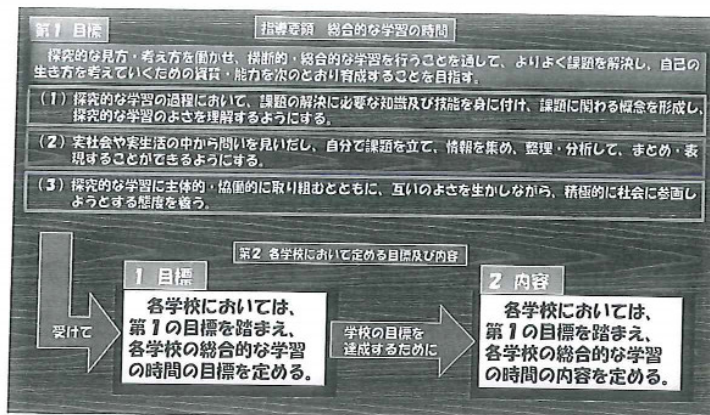 第1 目標
指導要領 総合的な学習の時間
探究的な見方・考え方を働かせ、横断的・総合的な学習を行うことを通して、よりよく課題を解決し、自己の
生き方を考えていくための資質・能力を次のとおり育成することを目指す。
(1)探究的な学習の過程において、課題の解決に必要な知識及び技能を身に付け、課題に関わる概念を形成し、
探究的な学習のよさを理解するようにする。
(2)実社会や実生活の中から問いを見いだし、自分で課題を立て、情報を集め、整理・分析して、まとめ・表
現することができるようにする。
(3)探究的な学習に主体的・協働的に取り組むとともに、互いのよさを生かしながら、積極的に社会に参画し
ようとする態度を養う。
第2 各学校において定める目標及び内容
1 目標
各学校においては、
第1の目標を踏まえ、
各学校の総合的な学習
の時間の目標を定める。
受けて
学校の目標を
達成するために
2 内容
各学校においては、
第1の目標を踏まえ、
各学校の総合的な学習
の時間の内容を定める。